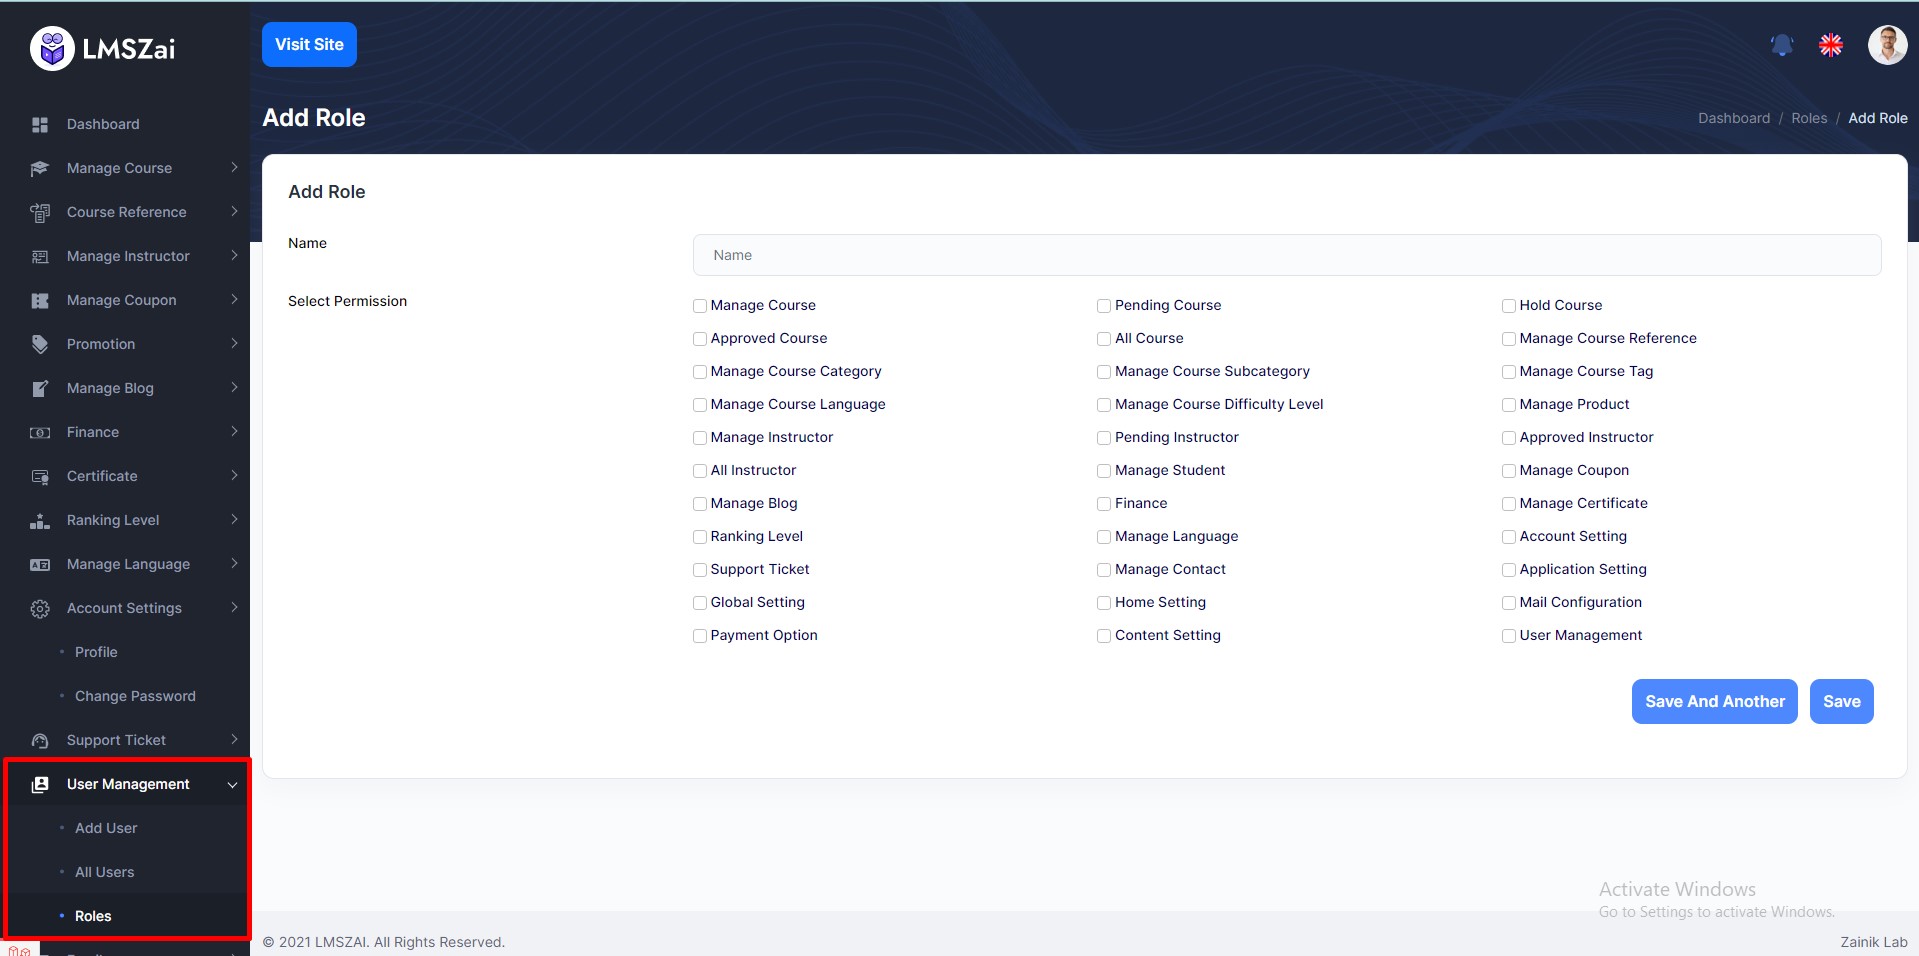 LMSZai
Visit Site
Add Role
Dashboard / Roles / Add Role
Dashboard
Manage Course
Course Reference
Manage Instructor
Manage Coupon
Promotion
Manage Blog
Finance
Certificate
Ranking Level
Manage Language
Account Settings
Profile
Change Password
Support Ticket
User Management
Add User
All Users
Roles
Add Role
Name
Name
Select Permission
Manage Course Pending Course Hold Course
Approved Course All Course Manage Course Reference
Manage Course Category Manage Course Subcategory Manage Course Tag
Manage Course Language Manage Course Difficulty Level Manage Product
Manage Instructor Pending Instructor Approved Instructor
All Instructor Manage Student Manage Coupon
Manage Blog Finance Manage Certificate
Ranking Level Manage Language Account Setting
Support Ticket Manage Contact Application Setting
Global Setting Home Setting Mail Configuration
Payment Option Content Setting User Management
Save And Another Save
Activate Windows
Go to Settings to activate Windows.
© 2021 LMSZAI. All Rights Reserved. Zainik Lab